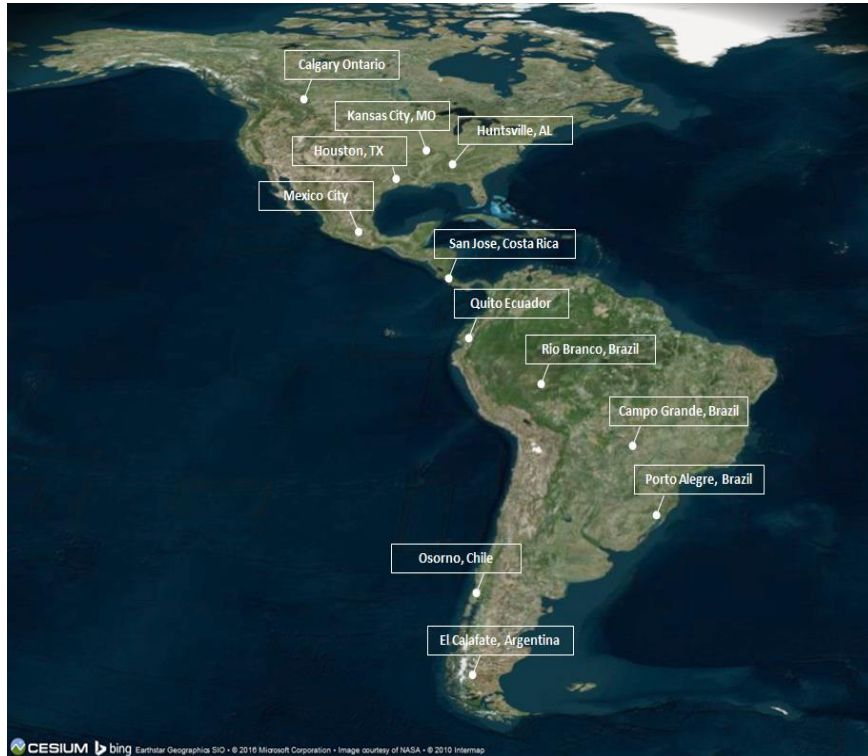 Calgary Ontario
Kansas City, MO
Huntsville, AL
Houston, TX
Mexico City
San Jose, Costa Rica
Quito Ecuador
Rio Branco, Brazil
Campo Grande, Brazil
Porto Alegre, Brazil
Osorno, Chile
El Calafate, Argentina
CESIUM bing Earthstar Geographics SIO • © 2016 Microsoft Corporation • Image courtesy of NASA • © 2010 Intermap